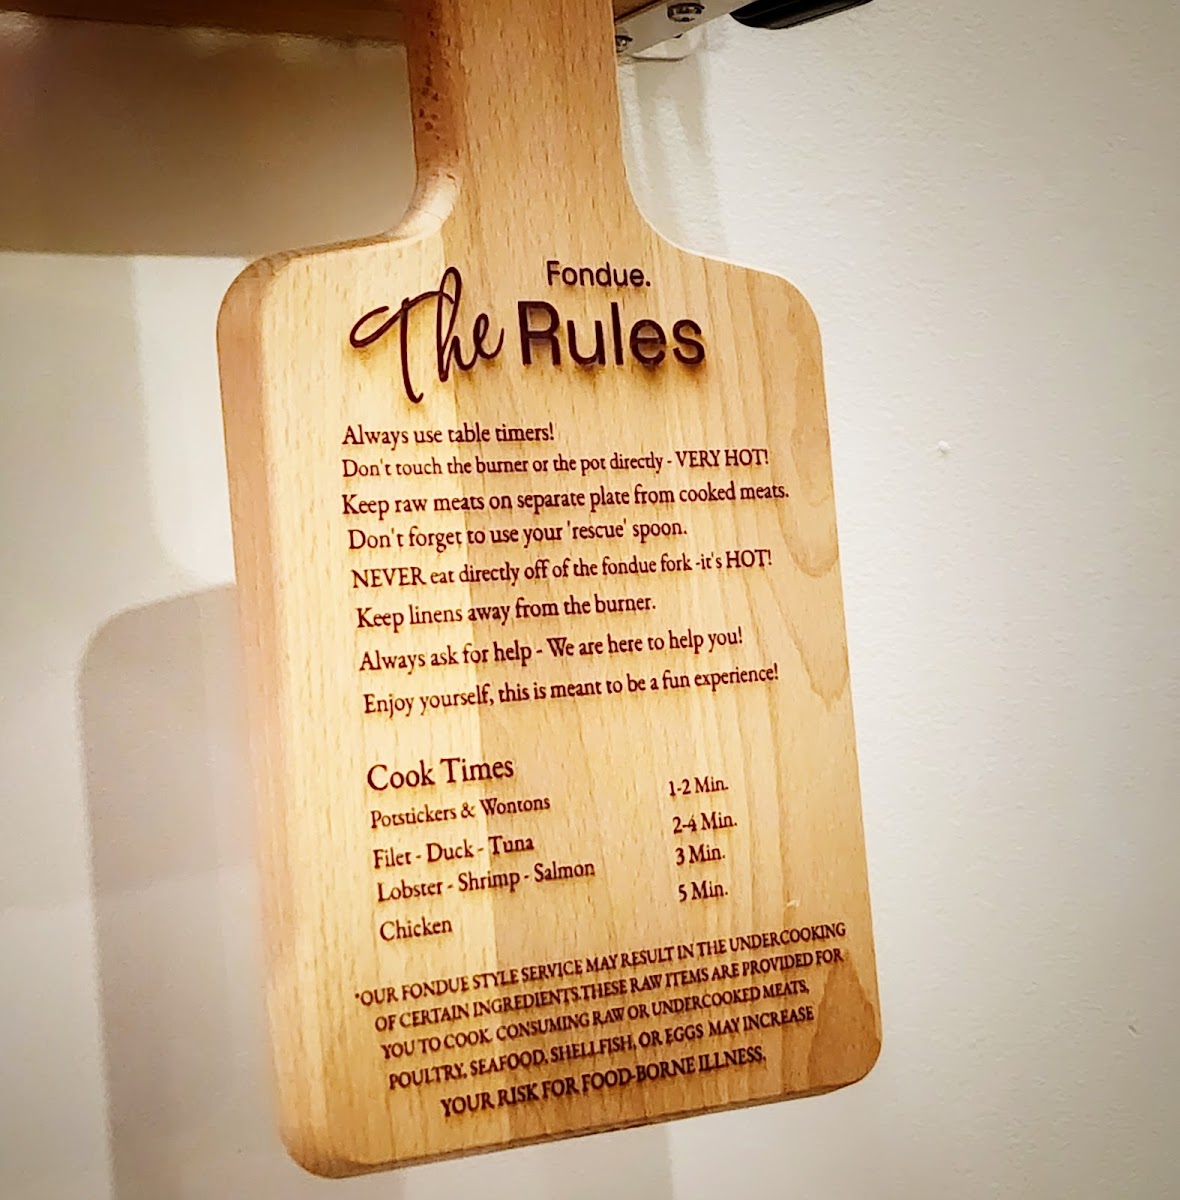 Fondue.
The Rules
Always use table timers!
Don't touch the burner or the pot directly - VERY HOT!
Keep raw meats on separate plate from cooked meats.
Don't forget to use your 'rescue' spoon.
NEVER eat directly off of the fondue fork -it's HOT!
Keep linens away from the burner.
Always ask for help - We are here to help you!
Enjoy yourself, this is meant to be a fun experience!
Cook Times
Potstickers & Wontons 1-2 Min.
Filet - Duck - Tuna 2-4 Min.
Lobster - Shrimp - Salmon 3 Min.
Chicken 5 Min.
*OUR FONDUE STYLE SERVICE MAY RESULT IN THE UNDERCOOKING
OF CERTAIN INGREDIENTS.THESE RAW ITEMS ARE PROVIDED FOR
YOU TO COOK. CONSUMING RAW OR UNDERCOOKED MEATS,
POULTRY, SEAFOOD, SHELLFISH, OR EGGS MAY INCREASE
YOUR RISK FOR FOOD-BORNE ILLNESS.